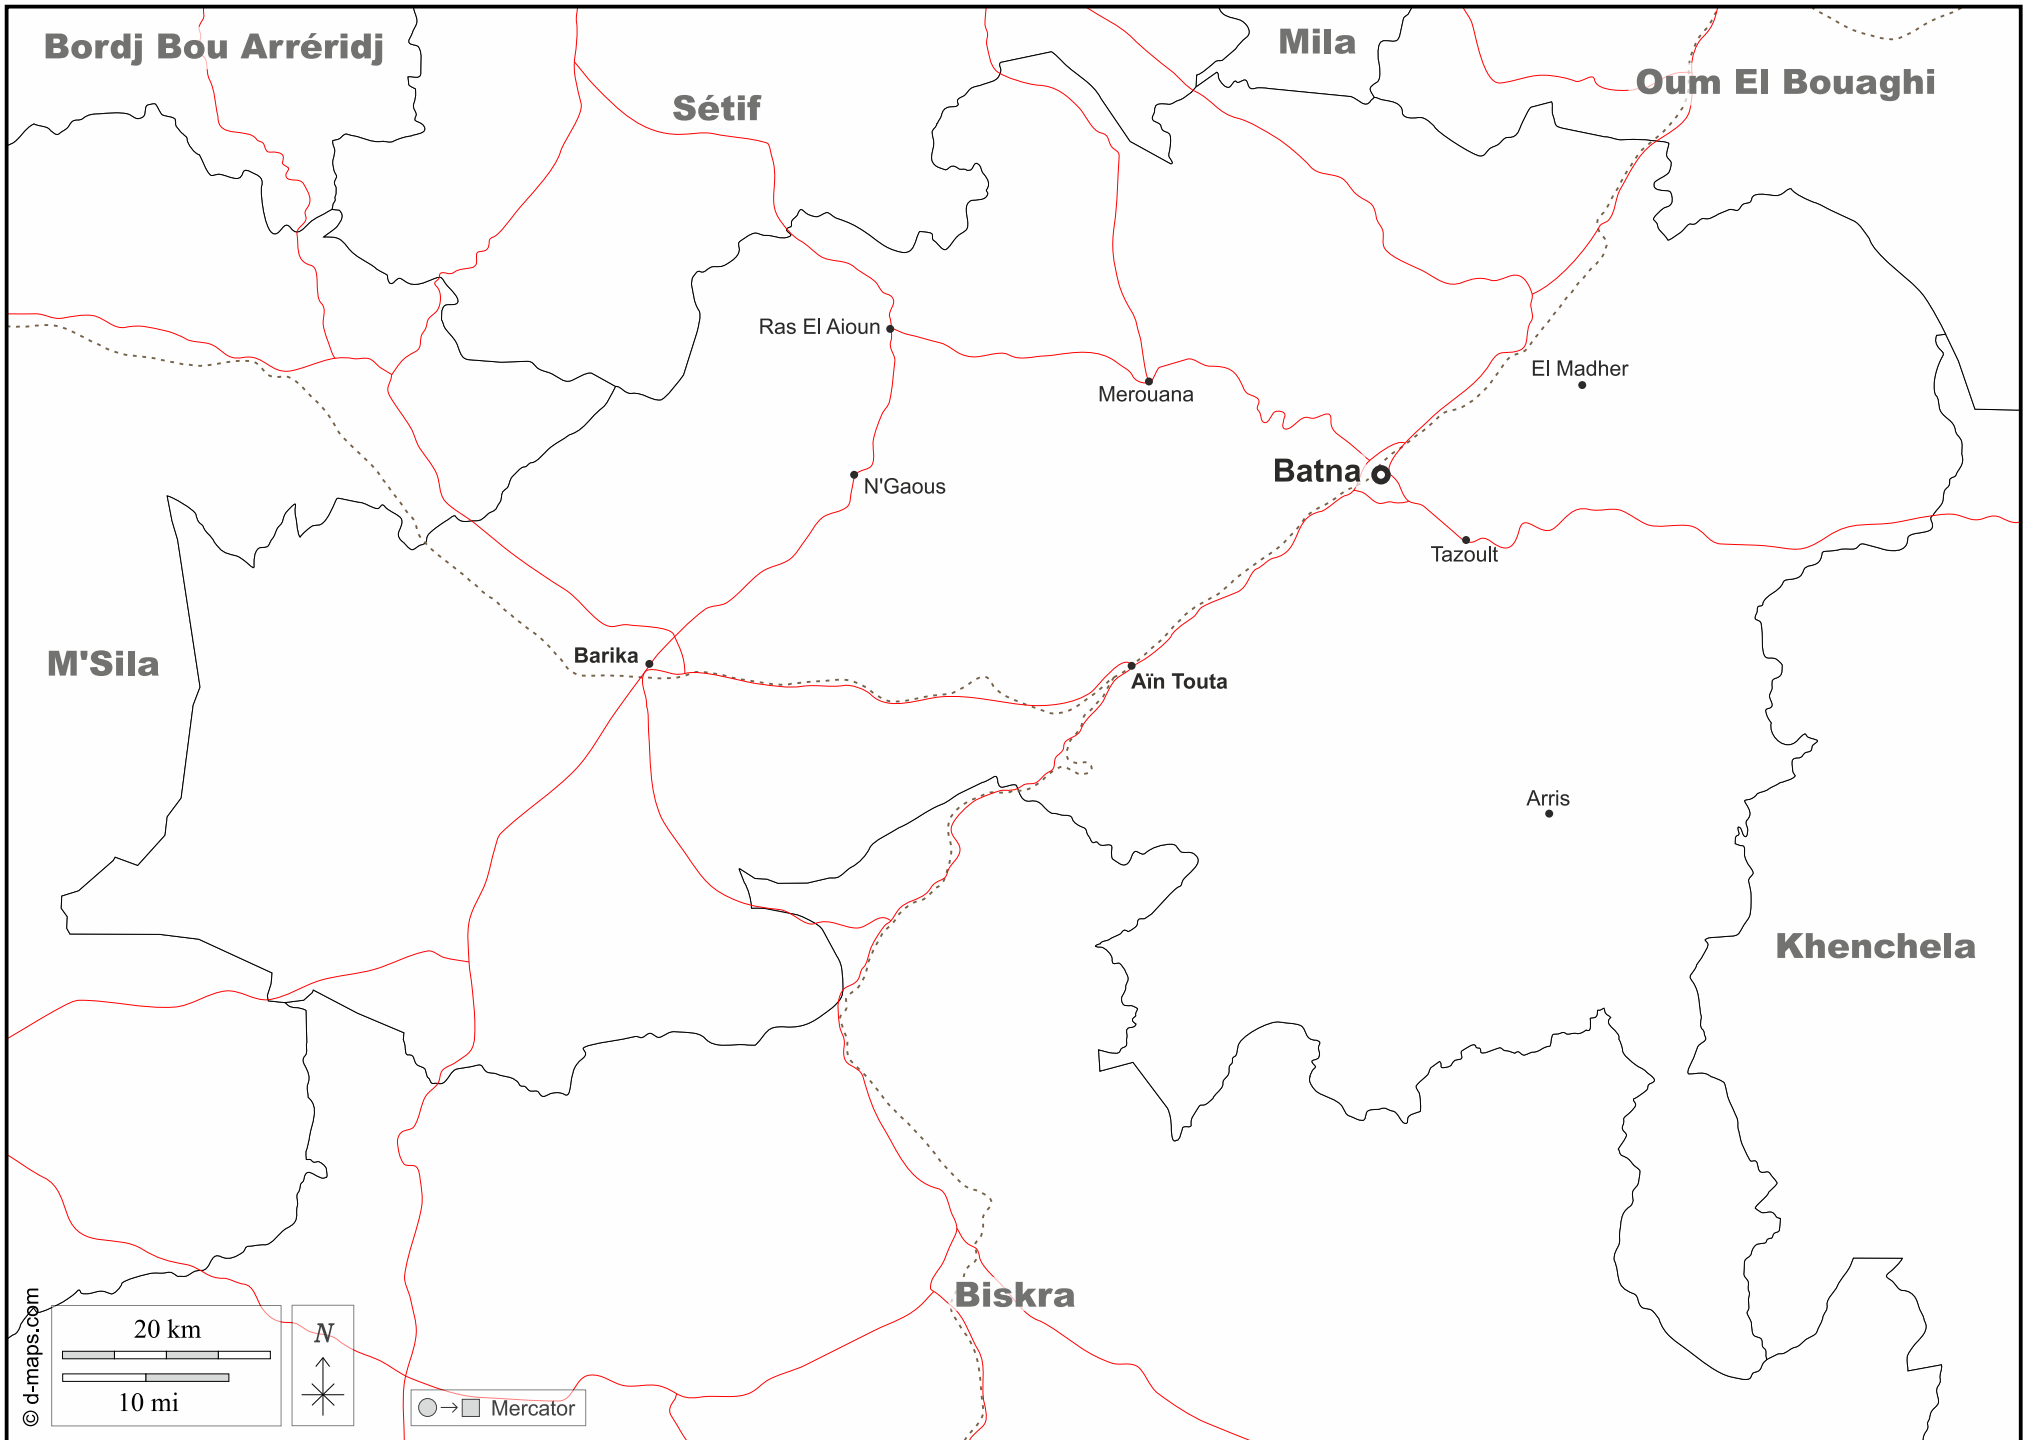 Bordj Bou Arréridj
Mila
Oum El Bouaghi
Sétif
Ras El Aioun
El Madher
Merouana
Batna
N'Gaous
Tazoult
Barika
M'Sila
Aïn Touta
Arris
Khenchela
Biskra
20 km
10 mi
N
Mercator
© d-maps.com